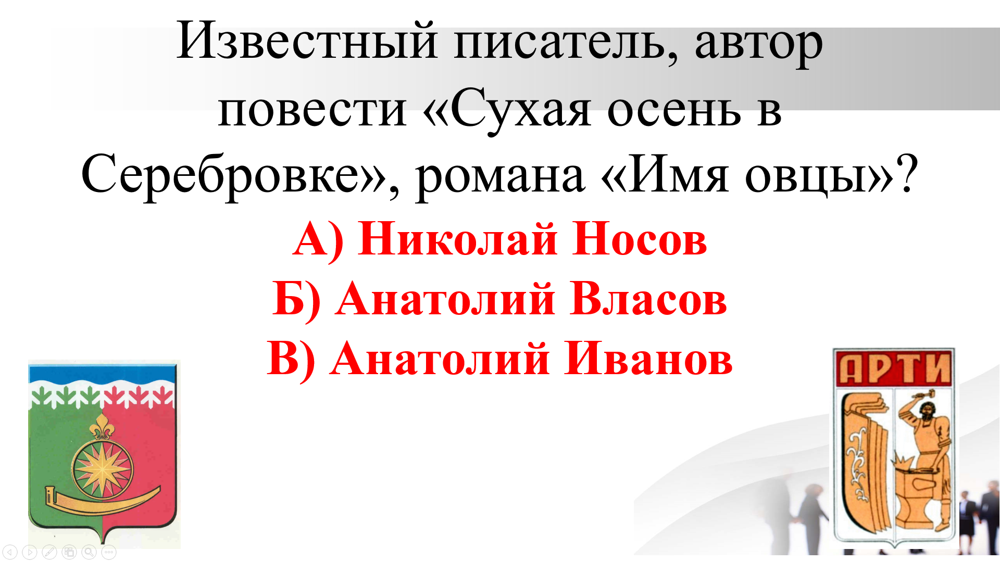 Известный писатель, автор
повести «Сухая осень в
Серебровке», романа «Имя овцы»?
А) Николай Носов
Б) Анатолий Власов
В) Анатолий Иванов
АРТИ